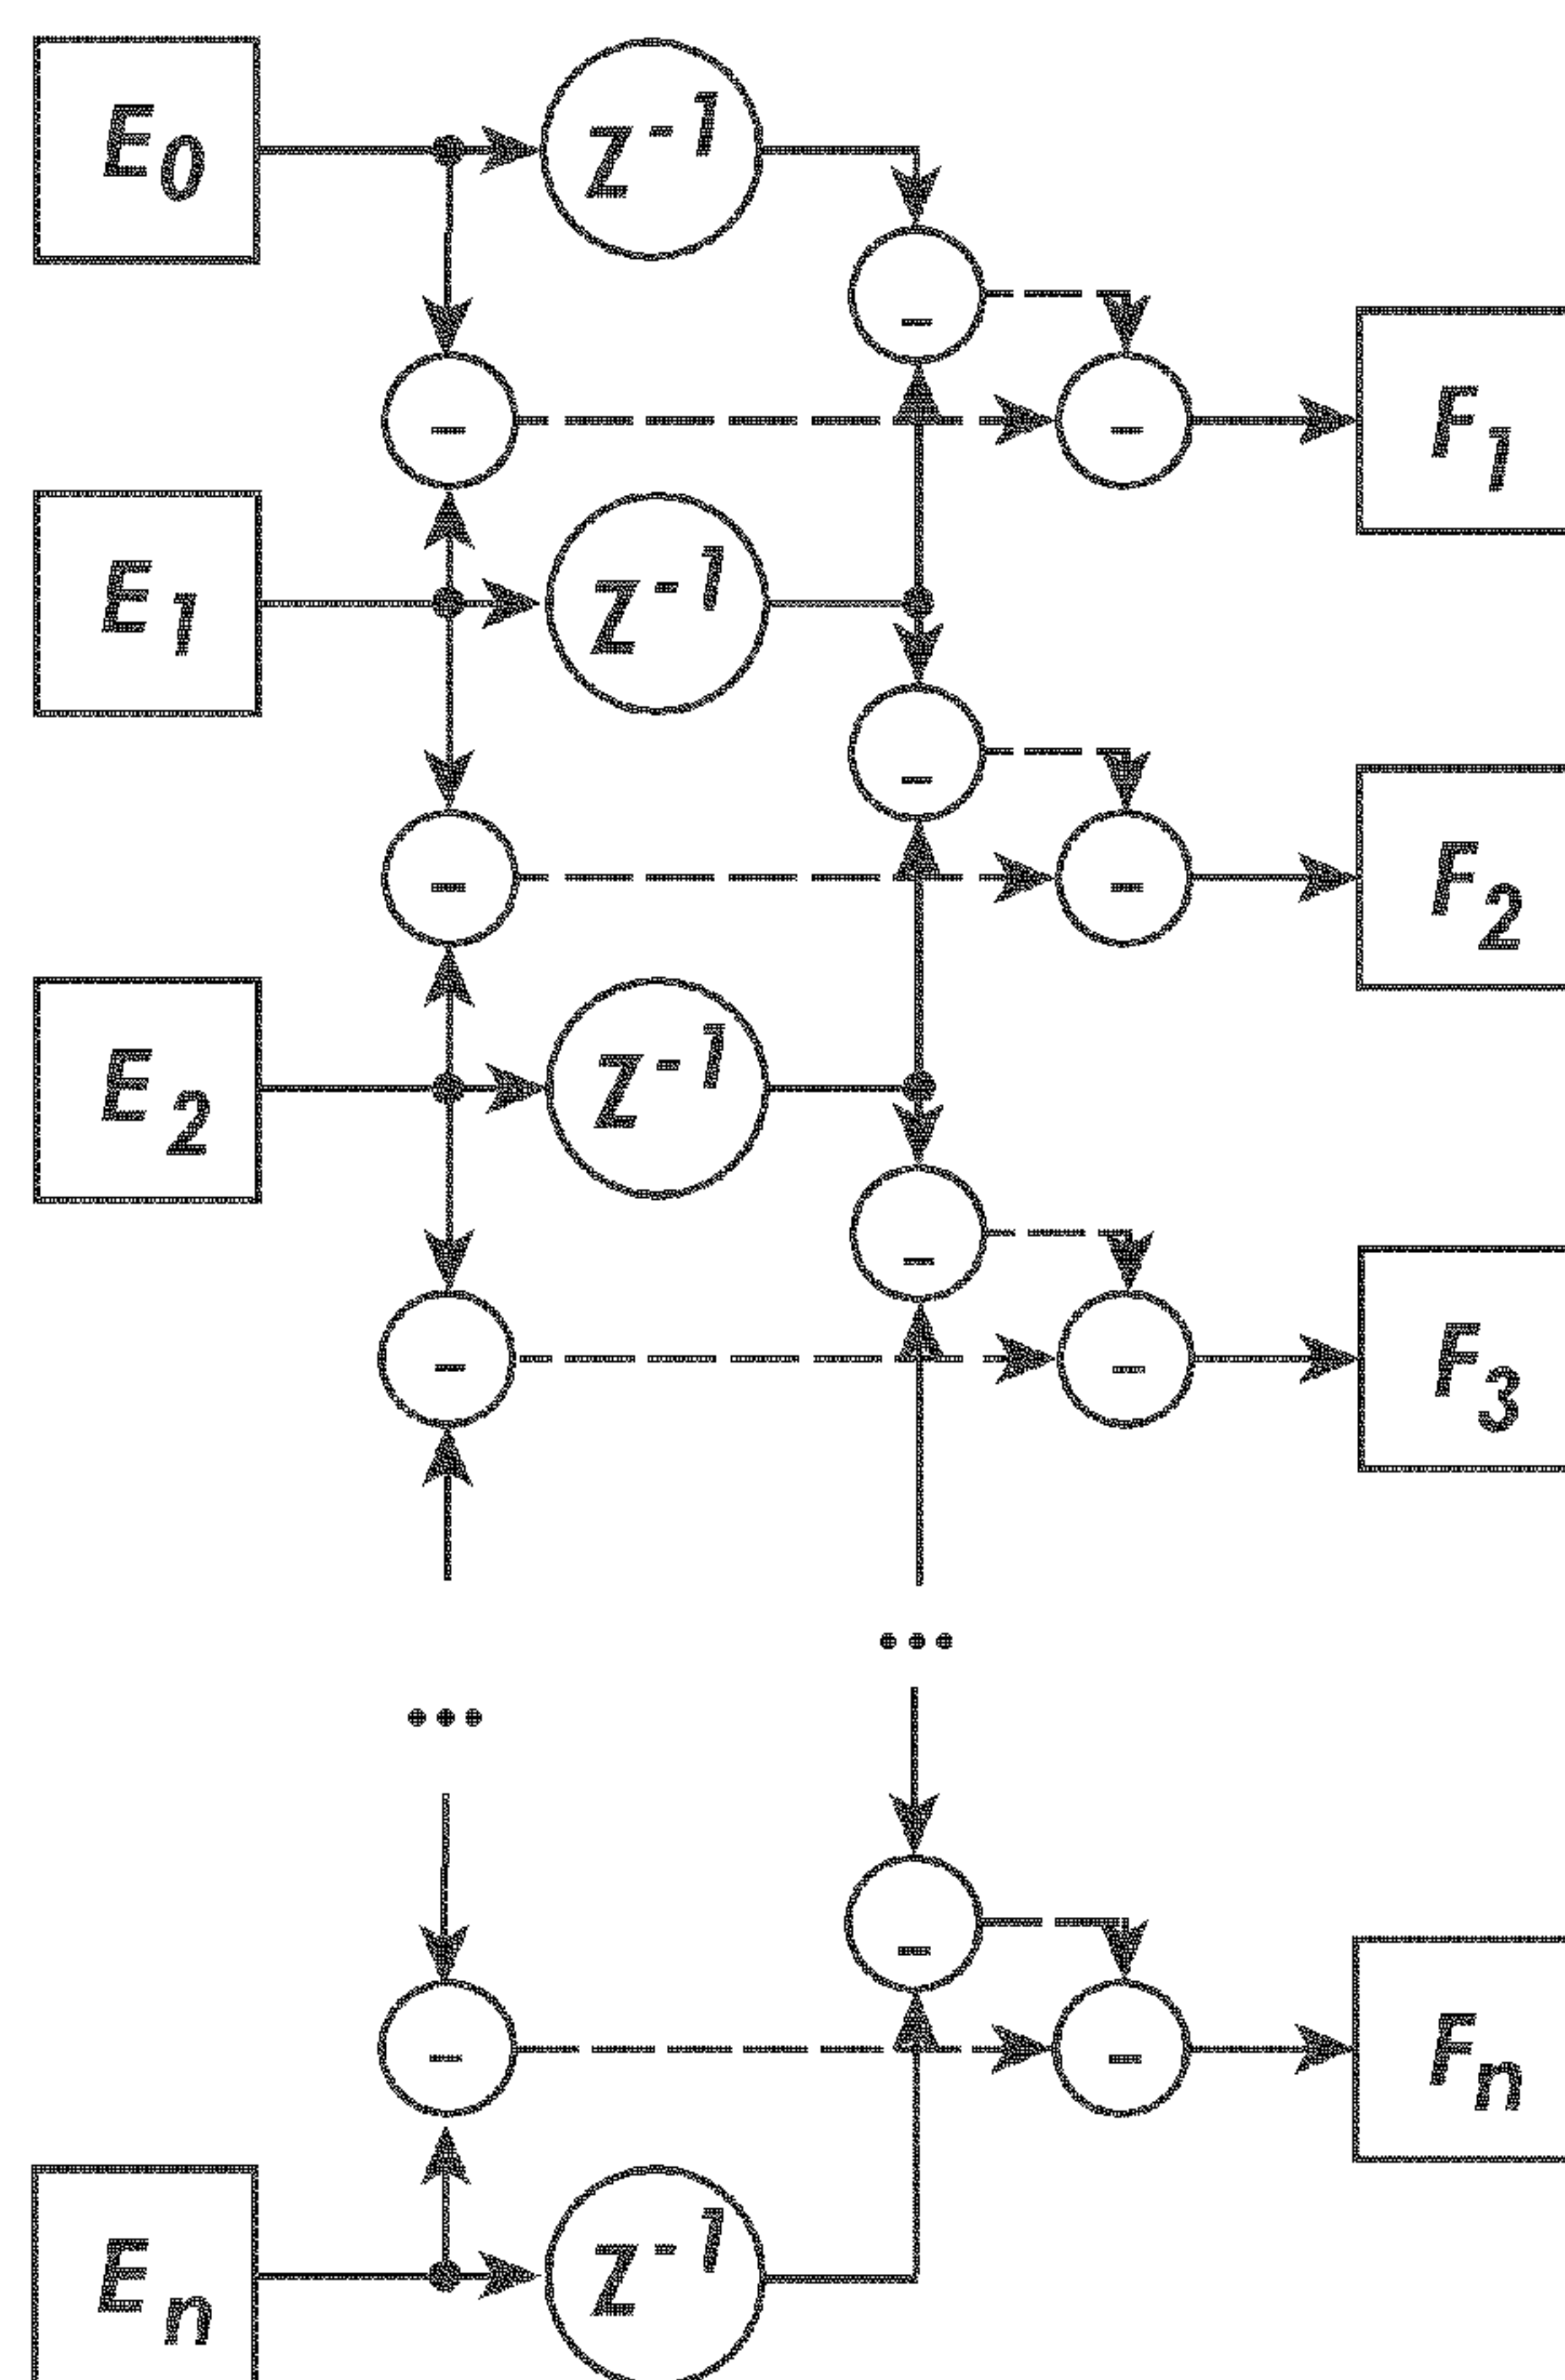 E₀
Z⁻¹
-
-
-
F₁
E₁
Z⁻¹
-
-
-
F₂
E₂
Z⁻¹
-
-
-
F₃
...
...
-
-
-
Fₙ
Eₙ
Z⁻¹